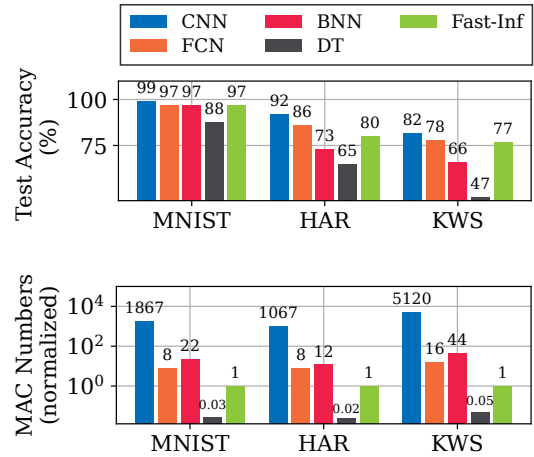 CNN BNN Fast-Inf
FCN DT
Test Accuracy
(%)
100
75
99 97 97 88 97
92 86 73 65 80
82 78 66 47 77
MNIST HAR KWS
MAC Numbers
(normalized)
10^4
10^2
10^0
1867 8 22 0.03 1
1067 8 12 0.02 1
5120 16 44 0.05 1
MNIST HAR KWS